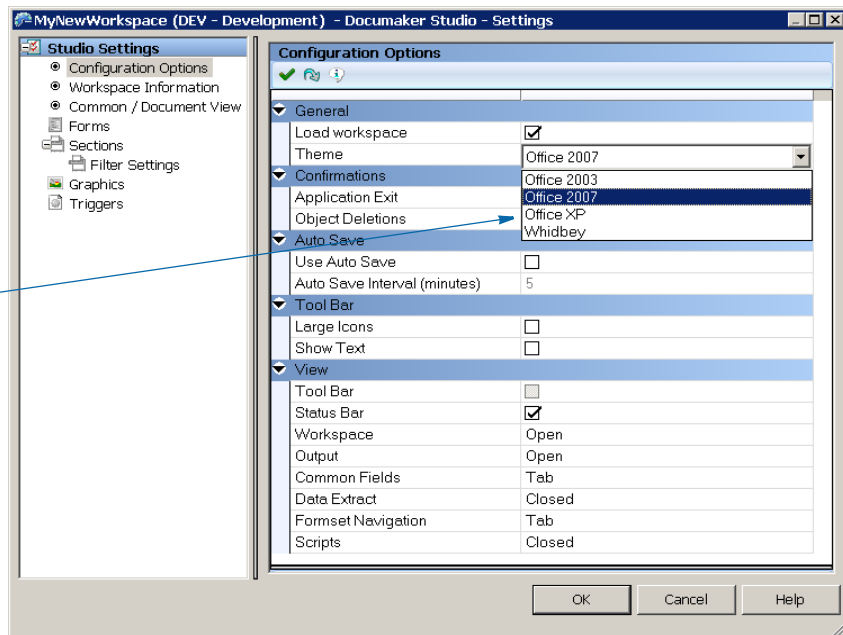 MyNewWorkspace (DEV - Development) - Documaker Studio - Settings
Studio Settings
Configuration Options
Workspace Information
Common / Document View
Forms
Sections
Filter Settings
Graphics
Triggers
Configuration Options
General
Load workspace
Theme Office 2007
Office 2003
Office 2007
Office XP
Whidbey
Confirmations
Application Exit
Object Deletions
Auto Save
Use Auto Save
Auto Save Interval (minutes) 5
Tool Bar
Large Icons
Show Text
View
Tool Bar
Status Bar
Workspace Open
Output Open
Common Fields Tab
Data Extract Closed
Formset Navigation Tab
Scripts Closed
OK Cancel Help